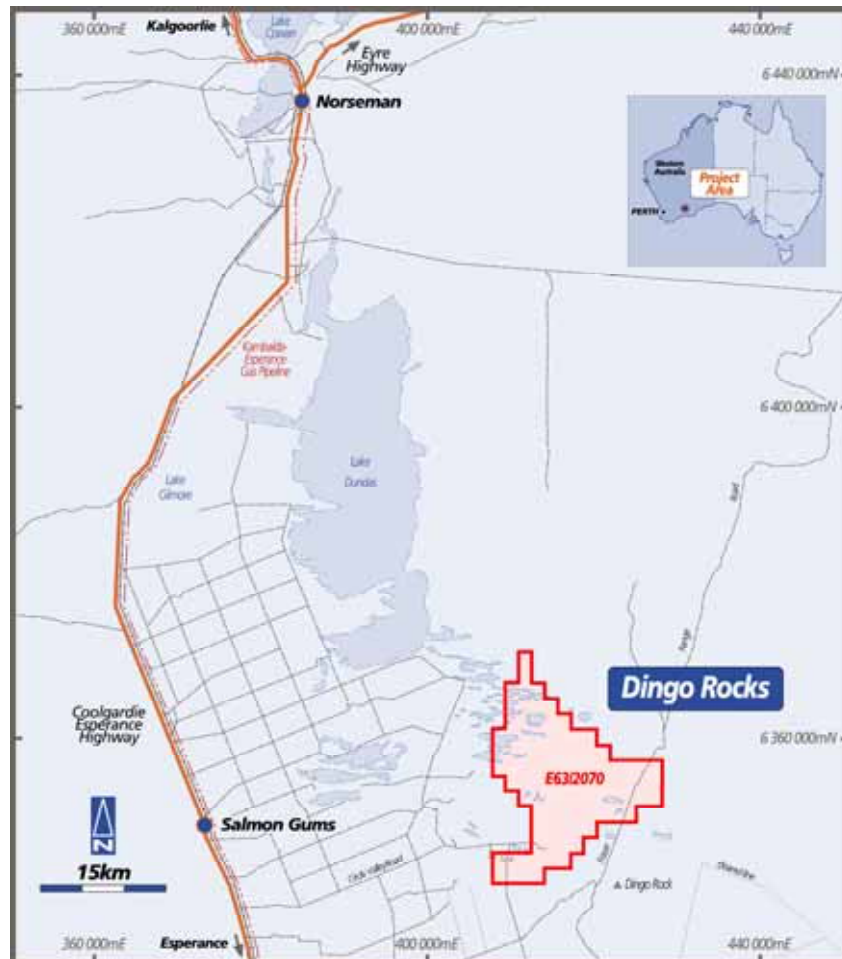 360 000mE
400 000mE
440 000mE
Kalgoorlie
Lake
Cowan
Eyre
Highway
6 440 000mN
Norseman
Western
Australia
Project
Area
PERTH
Kambalda
Esperance
Gas Pipeline
6 400 000mN
Lake
Gilmore
Lake
Dundas
Road
Range
Dingo Rocks
Coolgardie
Esperance
Highway
6 360 000mN
E63/2070
N
Salmon Gums
15km
Dingo Rock
Esperance
360 000mE
400 000mE
440 000mE